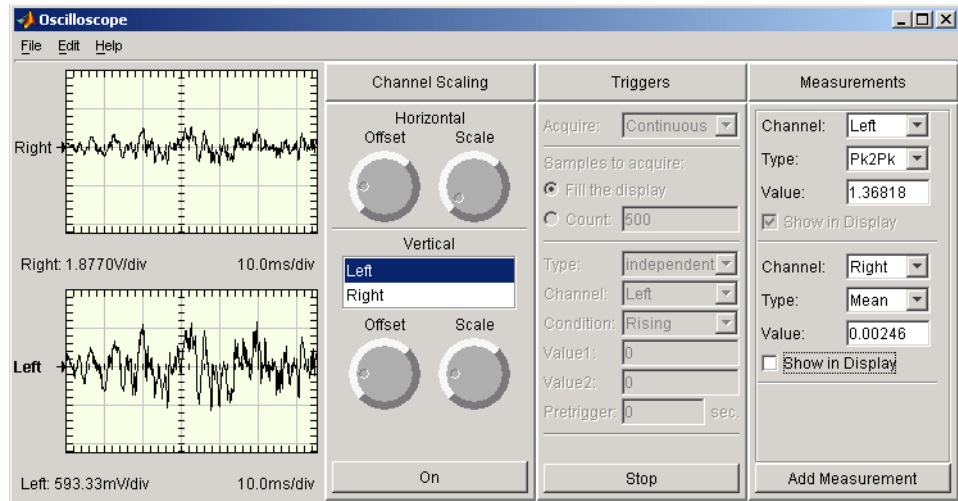 Oscilloscope
File Edit Help
Right
Right: 1.8770V/div 10.0ms/div
Left
Left: 593.33mV/div 10.0ms/div
Channel Scaling
Horizontal
Offset Scale
Vertical
Left
Right
Offset Scale
On
Triggers
Acquire: Continuous
Samples to acquire:
Fill the display
Count: 500
Type: independent
Channel: Left
Condition: Rising
Value1: 0
Value2: 0
Pretrigger: 0 sec.
Stop
Measurements
Channel: Left
Type: Pk2Pk
Value: 1.36818
Show in Display
Channel: Right
Type: Mean
Value: 0.00246
Show in Display
Add Measurement